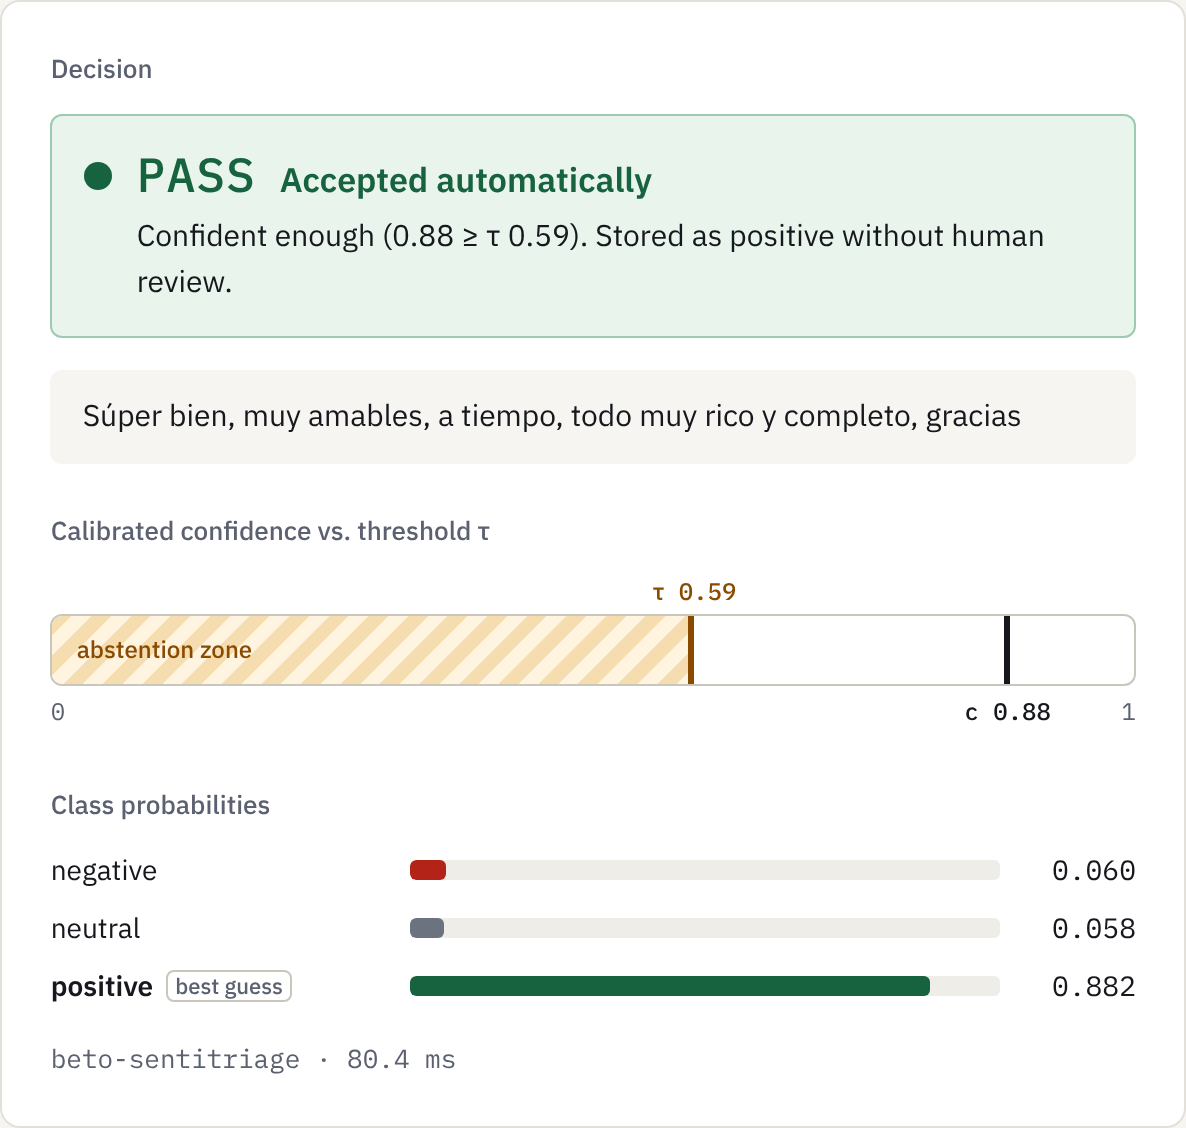 Decision
PASS Accepted automatically
Confident enough (0.88 ≥ τ 0.59). Stored as positive without human
review.
Súper bien, muy amables, a tiempo, todo muy rico y completo, gracias
Calibrated confidence vs. threshold τ
τ 0.59
abstention zone
0 c 0.88 1
Class probabilities
negative 0.060
neutral 0.058
positive best guess 0.882
beto-sentitriage · 80.4 ms